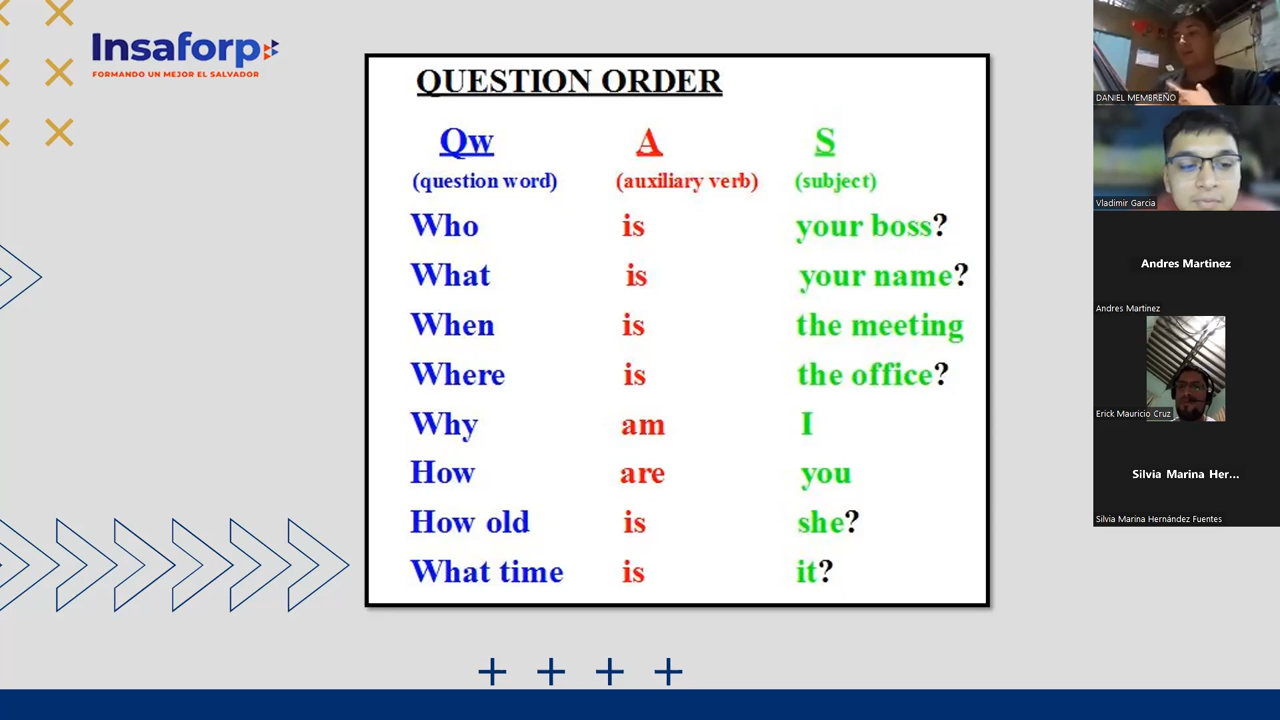 Insaforp
FORMANDO UN MEJOR EL SALVADOR
QUESTION ORDER
Qw A S
(question word) (auxiliary verb) (subject)
Who is your boss?
What is your name?
When is the meeting
Where is the office?
Why am I
How are you
How old is she?
What time is it?
DANIEL MEMBREÑO
Vladimir Garcia
Andres Martinez
Andres Martinez
Erick Mauricio Cruz
Silvia Marina Her...
Silvia Marina Hernández Fuentes